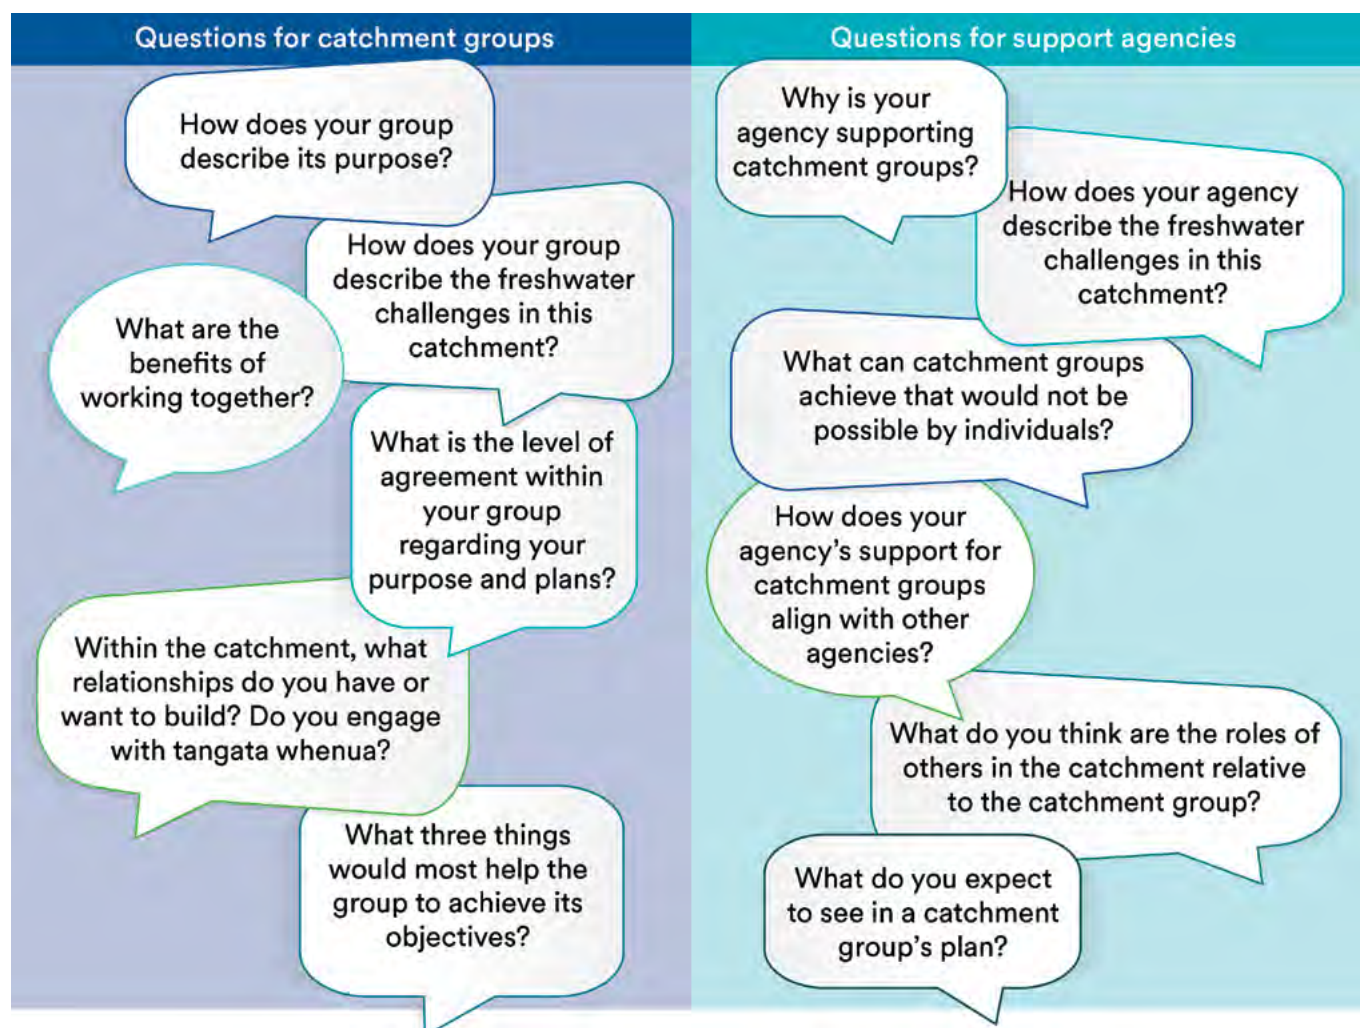 Questions for catchment groups
How does your group
describe its purpose?
How does your group
describe the freshwater
challenges in this
catchment?
What are the
benefits of
working together?
What is the level of
agreement within
your group
regarding your
purpose and plans?
Within the catchment, what
relationships do you have or
want to build? Do you engage
with tangata whenua?
What three things
would most help the
group to achieve its
objectives?
Questions for support agencies
Why is your
agency supporting
catchment groups?
How does your agency
describe the freshwater
challenges in this
catchment?
What can catchment groups
achieve that would not be
possible by individuals?
How does your
agency’s support for
catchment groups
align with other
agencies?
What do you think are the roles of
others in the catchment relative
to the catchment group?
What do you expect
to see in a catchment
group’s plan?